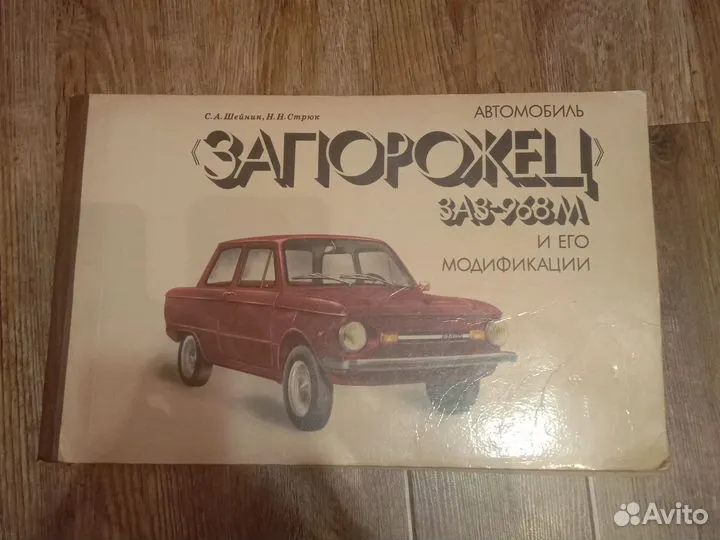 С. А. Шейнин, Н. Н. Стрюк
АВТОМОБИЛЬ
«ЗАПОРОЖЕЦ»
ЗАЗ-968М
И ЕГО
МОДИФИКАЦИИ
Avito